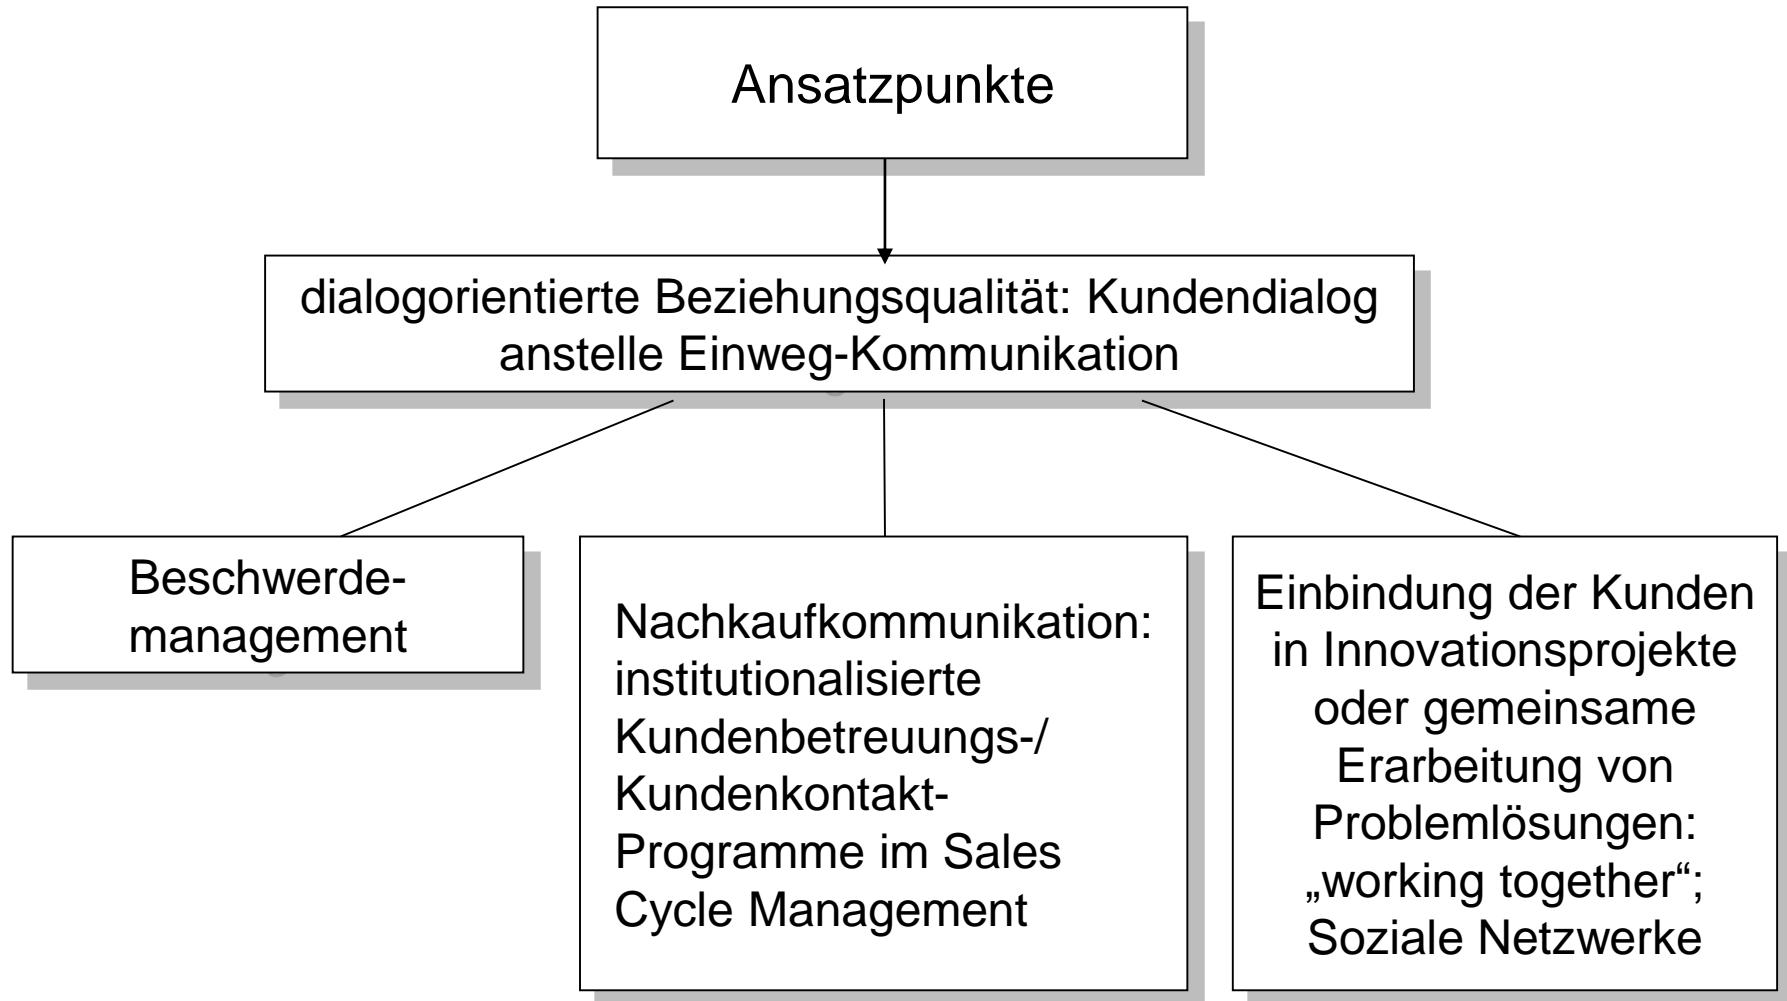 Ansatzpunkte
dialogorientierte Beziehungsqualität: Kundendialog
anstelle Einweg-Kommunikation
Beschwerde-
management
Nachkaufkommunikation:
institutionalisierte
Kundenbetreuungs-/
Kundenkontakt-
Programme im Sales
Cycle Management
Einbindung der Kunden
in Innovationsprojekte
oder gemeinsame
Erarbeitung von
Problemlösungen:
„working together“;
Soziale Netzwerke